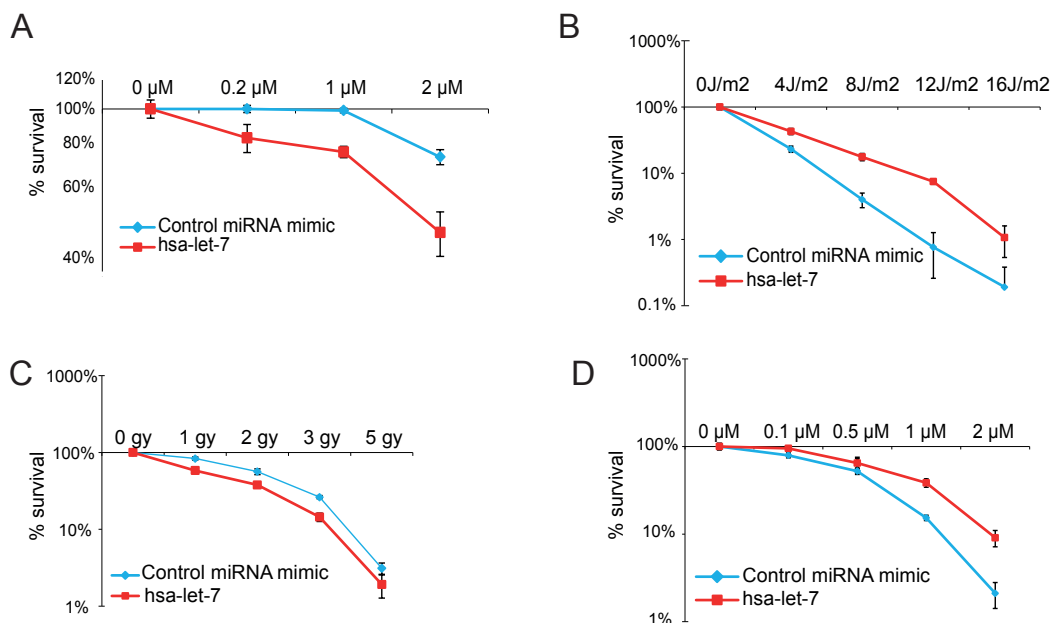 A
% survival
120%
100%
80%
60%
40%
0 µM 0.2 µM 1 µM 2 µM
Control miRNA mimic
hsa-let-7
B
% survival
1000%
100%
10%
1%
0.1%
0J/m2 4J/m2 8J/m2 12J/m2 16J/m2
Control miRNA mimic
hsa-let-7
C
% survival
1000%
100%
10%
1%
0 gy 1 gy 2 gy 3 gy 5 gy
Control miRNA mimic
hsa-let-7
D
% survival
1000%
100%
10%
1%
0 µM 0.1 µM 0.5 µM 1 µM 2 µM
Control miRNA mimic
hsa-let-7